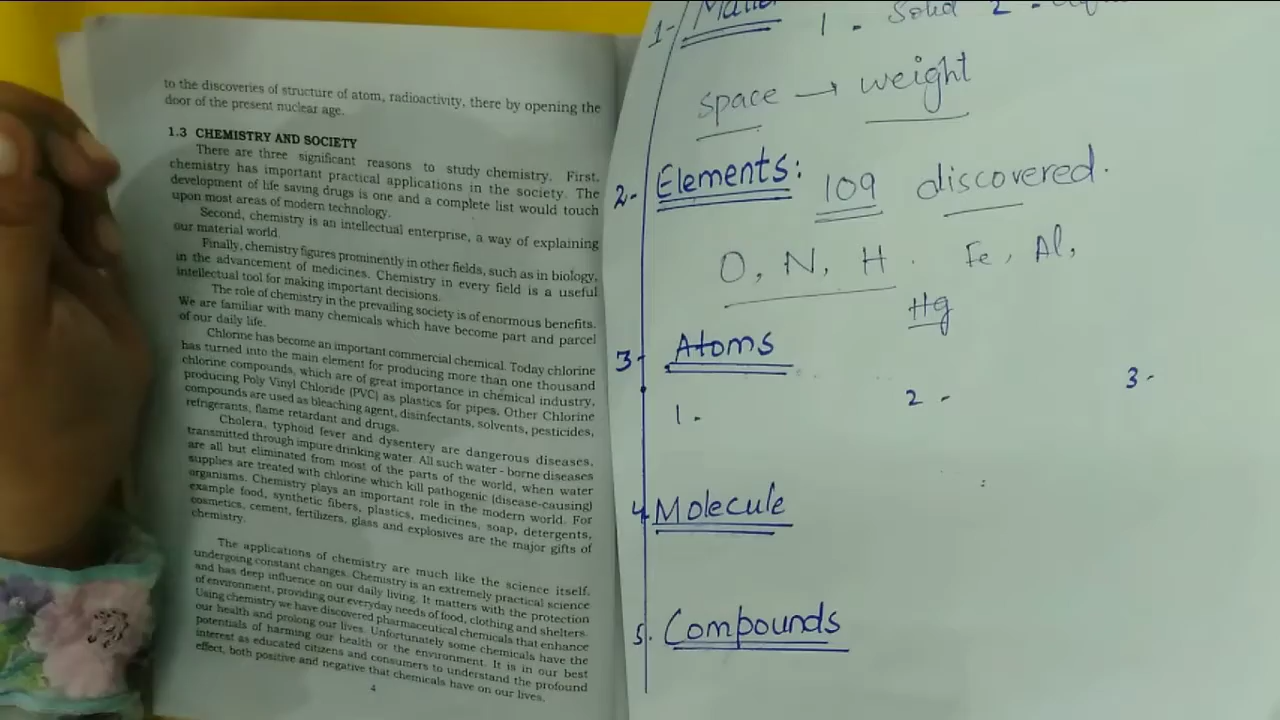 to the discoveries of structure of atom, radioactivity, there by opening the
door of the present nuclear age.
1.3 CHEMISTRY AND SOCIETY
There are three significant reasons to study chemistry. First,
chemistry has important practical applications in the society. The
development of life saving drugs is one and a complete list would touch
upon most areas of modern technology.
Second, chemistry is an intellectual enterprise, a way of explaining
our material world.
Finally, chemistry figures prominently in other fields, such as in biology,
in the advancement of medicines. Chemistry in every field is a useful
intellectual tool for making important decisions.
The role of chemistry in the prevailing society is of enormous benefits.
We are familiar with many chemicals which have become part and parcel
of our daily life.
Chlorine has become an important commercial chemical. Today chlorine
has turned into the main element for producing more than one thousand
chlorine compounds, which are of great importance in chemical industry,
producing Poly Vinyl Chloride (PVC) as plastics for pipes. Other Chlorine
compounds are used as bleaching agent, disinfectants, solvents, pesticides,
refrigerants, flame retardant and drugs.
Cholera, typhoid fever and dysentery are dangerous diseases,
transmitted through impure drinking water. All such water - borne diseases
are all but eliminated from most of the parts of the world, when water
supplies are treated with chlorine which kill pathogenic (disease-causing)
organisms. Chemistry plays an important role in the modern world. For
example food, synthetic fibers, plastics, medicines, soap, detergents,
cosmetics, cement, fertilizers, glass and explosives are the major gifts of
chemistry.
The applications of chemistry are much like the science itself,
undergoing constant changes. Chemistry is an extremely practical science
and has deep influence on our daily living. It matters with the protection
of environment, providing our everyday needs of food, clothing and shelters.
Using chemistry we have discovered pharmaceutical chemicals that enhance
our health and prolong our lives. Unfortunately some chemicals have the
potentials of harming our health or the environment. It is in our best
interest as educated citizens and consumers to understand the profound
effect, both positive and negative that chemicals have on our lives.
4
1- 1 - Solid 2 -
space → weight
2- Elements: 109 discovered.
O, N, H. Fe, Al,
Hg
3- Atoms
1 - 2 - 3 -
4 Molecule
5. Compounds